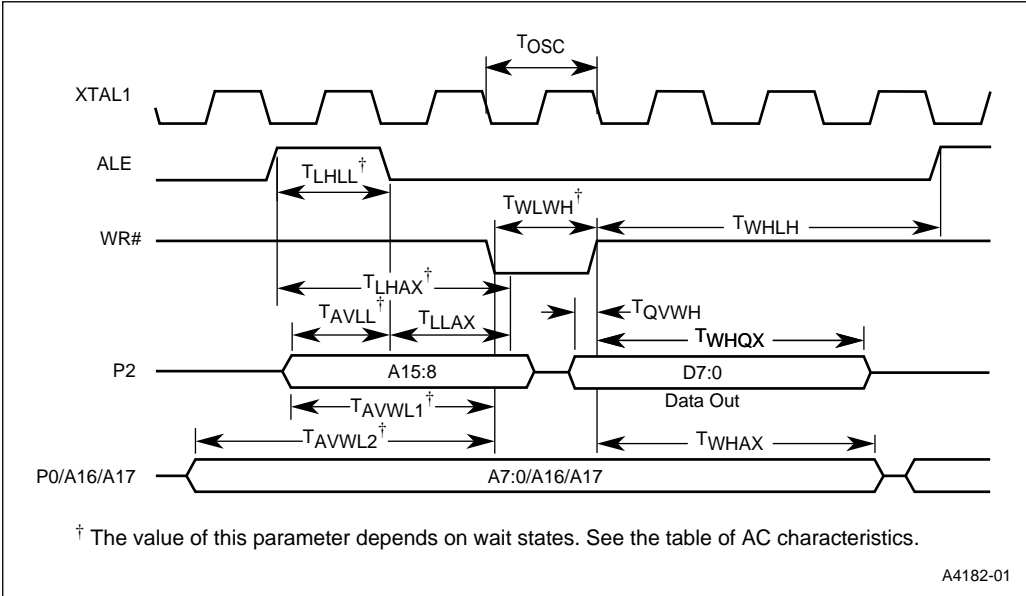 TOSC
XTAL1
ALE
TLHLL†
TWLWH†
TWHLH
WR#
TLHAX†
TAVLL†
TLLAX
TQVWH
TWHQX
P2
A15:8
D7:0
Data Out
TAVWL1†
TAVWL2†
TWHAX
P0/A16/A17
A7:0/A16/A17
† The value of this parameter depends on wait states. See the table of AC characteristics.
A4182-01